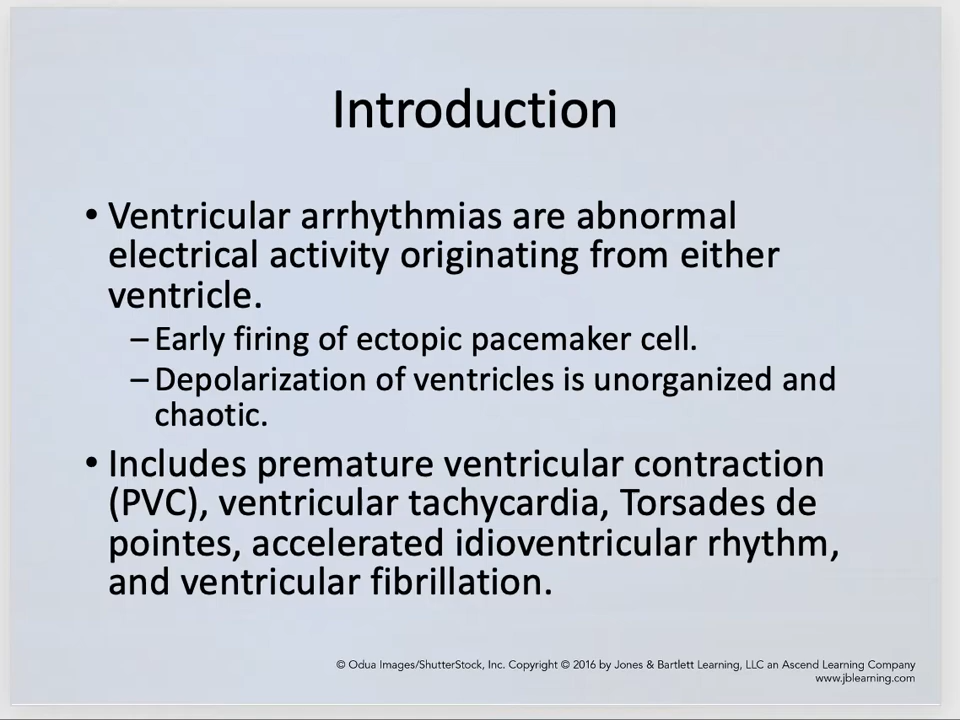 Introduction
• Ventricular arrhythmias are abnormal
electrical activity originating from either
ventricle.
– Early firing of ectopic pacemaker cell.
– Depolarization of ventricles is unorganized and
chaotic.
• Includes premature ventricular contraction
(PVC), ventricular tachycardia, Torsades de
pointes, accelerated idioventricular rhythm,
and ventricular fibrillation.
© Odua Images/ShutterStock, Inc. Copyright © 2016 by Jones & Bartlett Learning, LLC an Ascend Learning Company
www.jblearning.com